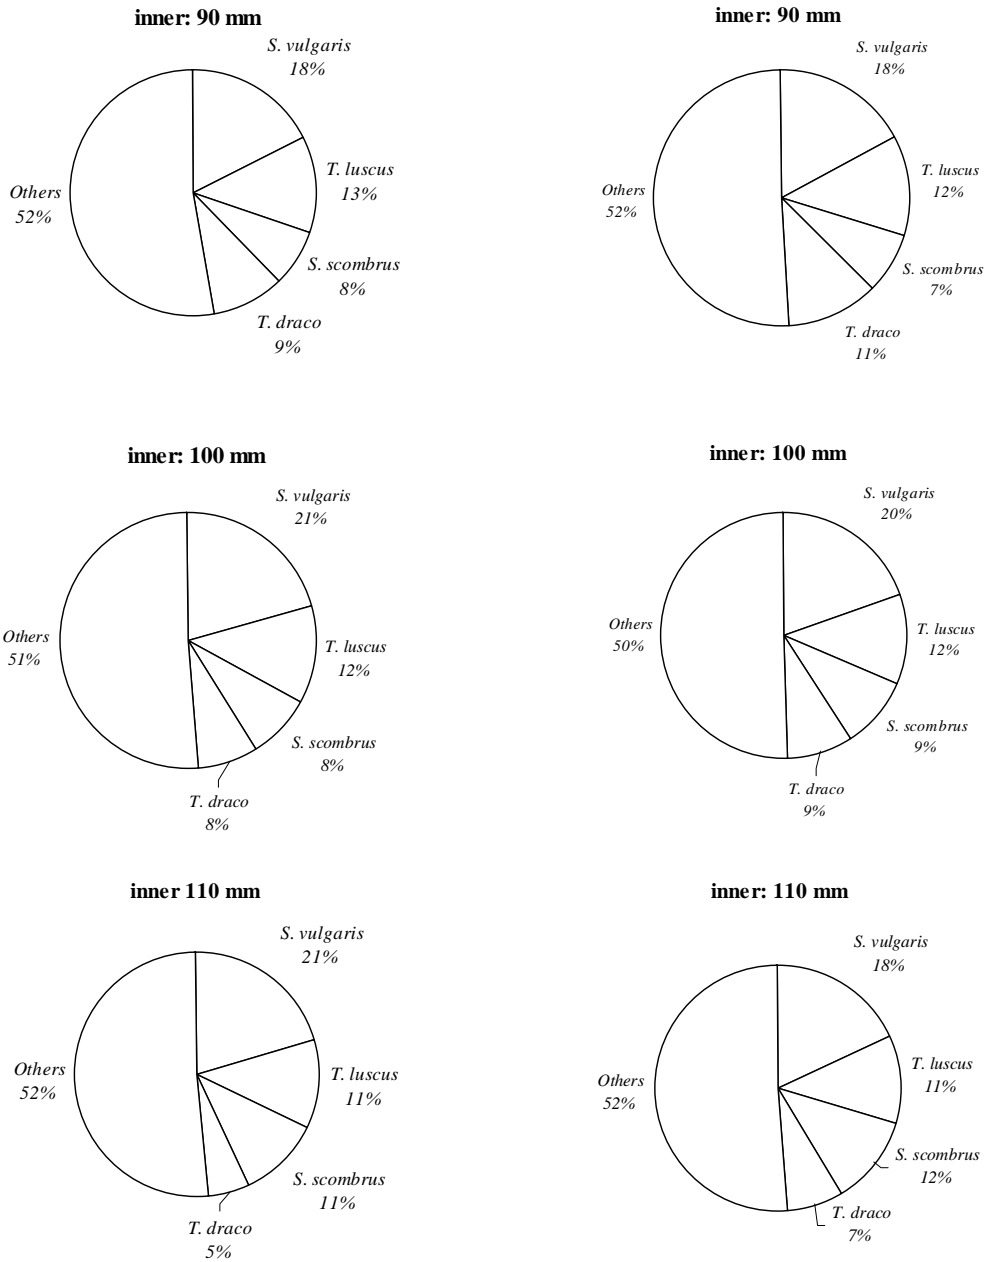 inner: 90 mm
S. vulgaris
18%
T. luscus
13%
S. scombrus
8%
T. draco
9%
Others
52%
inner: 90 mm
S. vulgaris
18%
T. luscus
12%
S. scombrus
7%
T. draco
11%
Others
52%
inner: 100 mm
S. vulgaris
21%
T. luscus
12%
S. scombrus
8%
T. draco
8%
Others
51%
inner: 100 mm
S. vulgaris
20%
T. luscus
12%
S. scombrus
9%
T. draco
9%
Others
50%
inner 110 mm
S. vulgaris
21%
T. luscus
11%
S. scombrus
11%
T. draco
5%
Others
52%
inner: 110 mm
S. vulgaris
18%
T. luscus
11%
S. scombrus
12%
T. draco
7%
Others
52%